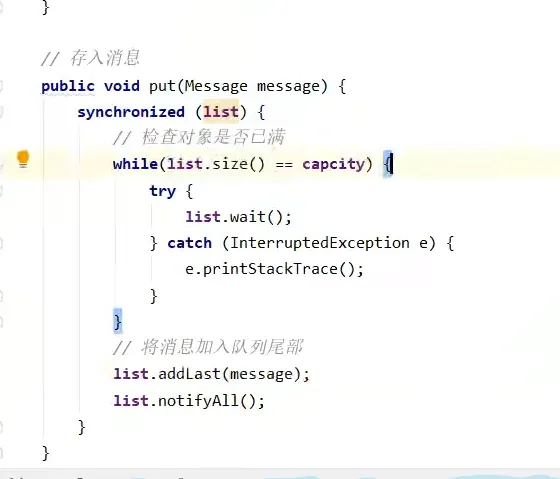 }
// 存入消息
public void put(Message message) {
synchronized (list) {
// 检查对象是否已满
while(list.size() == capcity) {
try {
list.wait();
} catch (InterruptedException e) {
e.printStackTrace();
}
}
// 将消息加入队列尾部
list.addLast(message);
list.notifyAll();
}
}